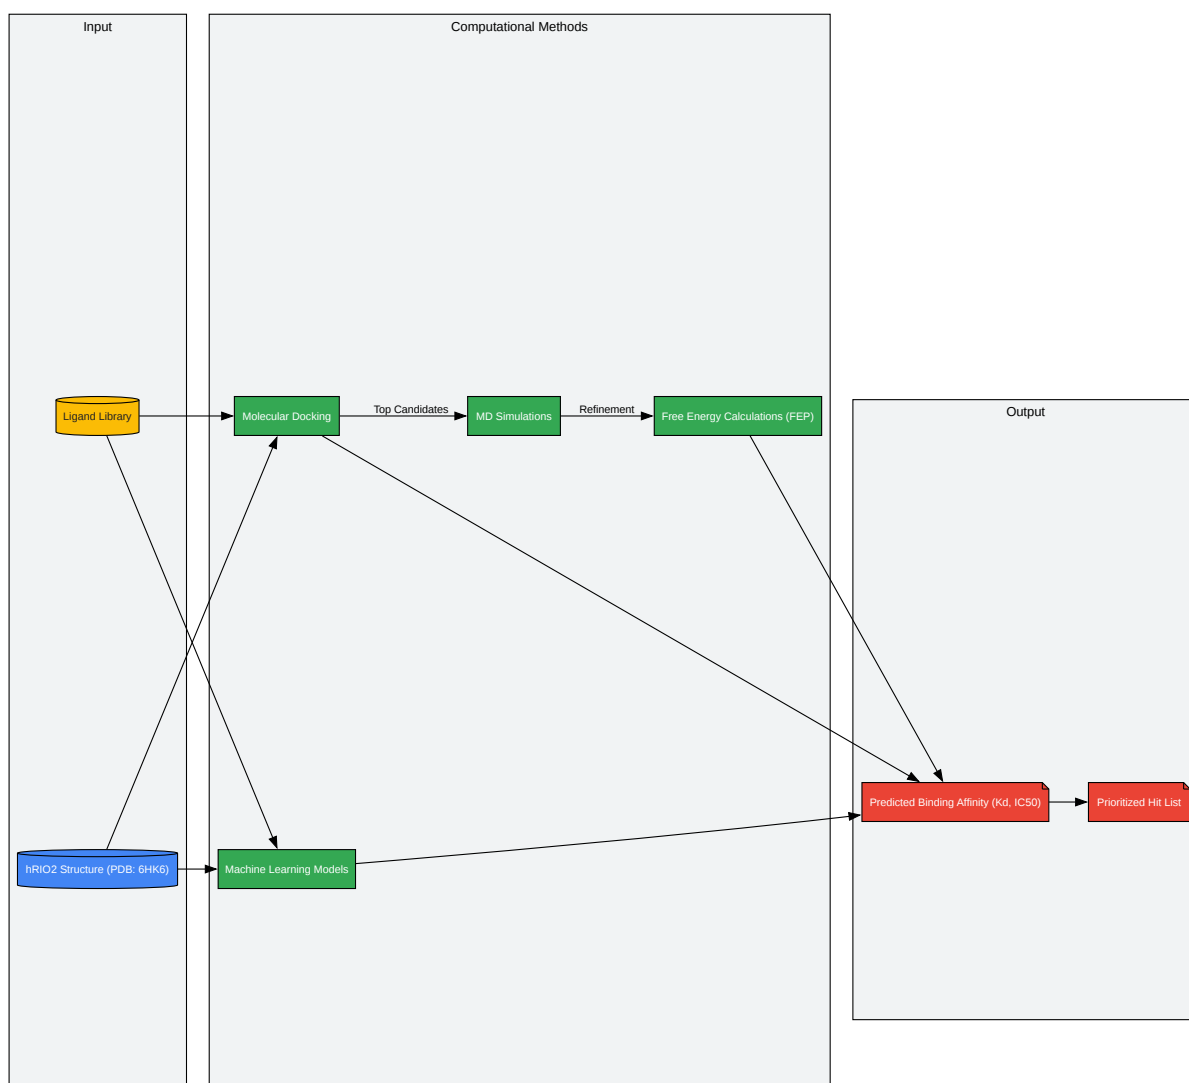 Input
Computational Methods
Ligand Library
Molecular Docking
Top Candidates
MD Simulations
Refinement
Free Energy Calculations (FEP)
Output
Predicted Binding Affinity (Kd, IC50)
Prioritized Hit List
hRIO2 Structure (PDB: 6HK6)
Machine Learning Models